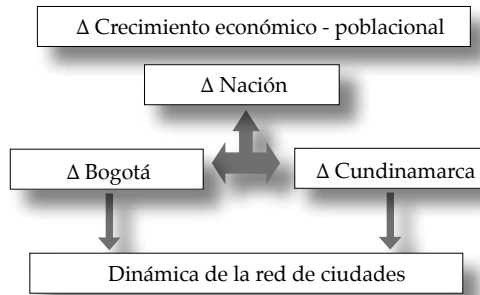 Δ Crecimiento económico - poblacional
Δ Nación
Δ Bogotá
Δ Cundinamarca
Dinámica de la red de ciudades